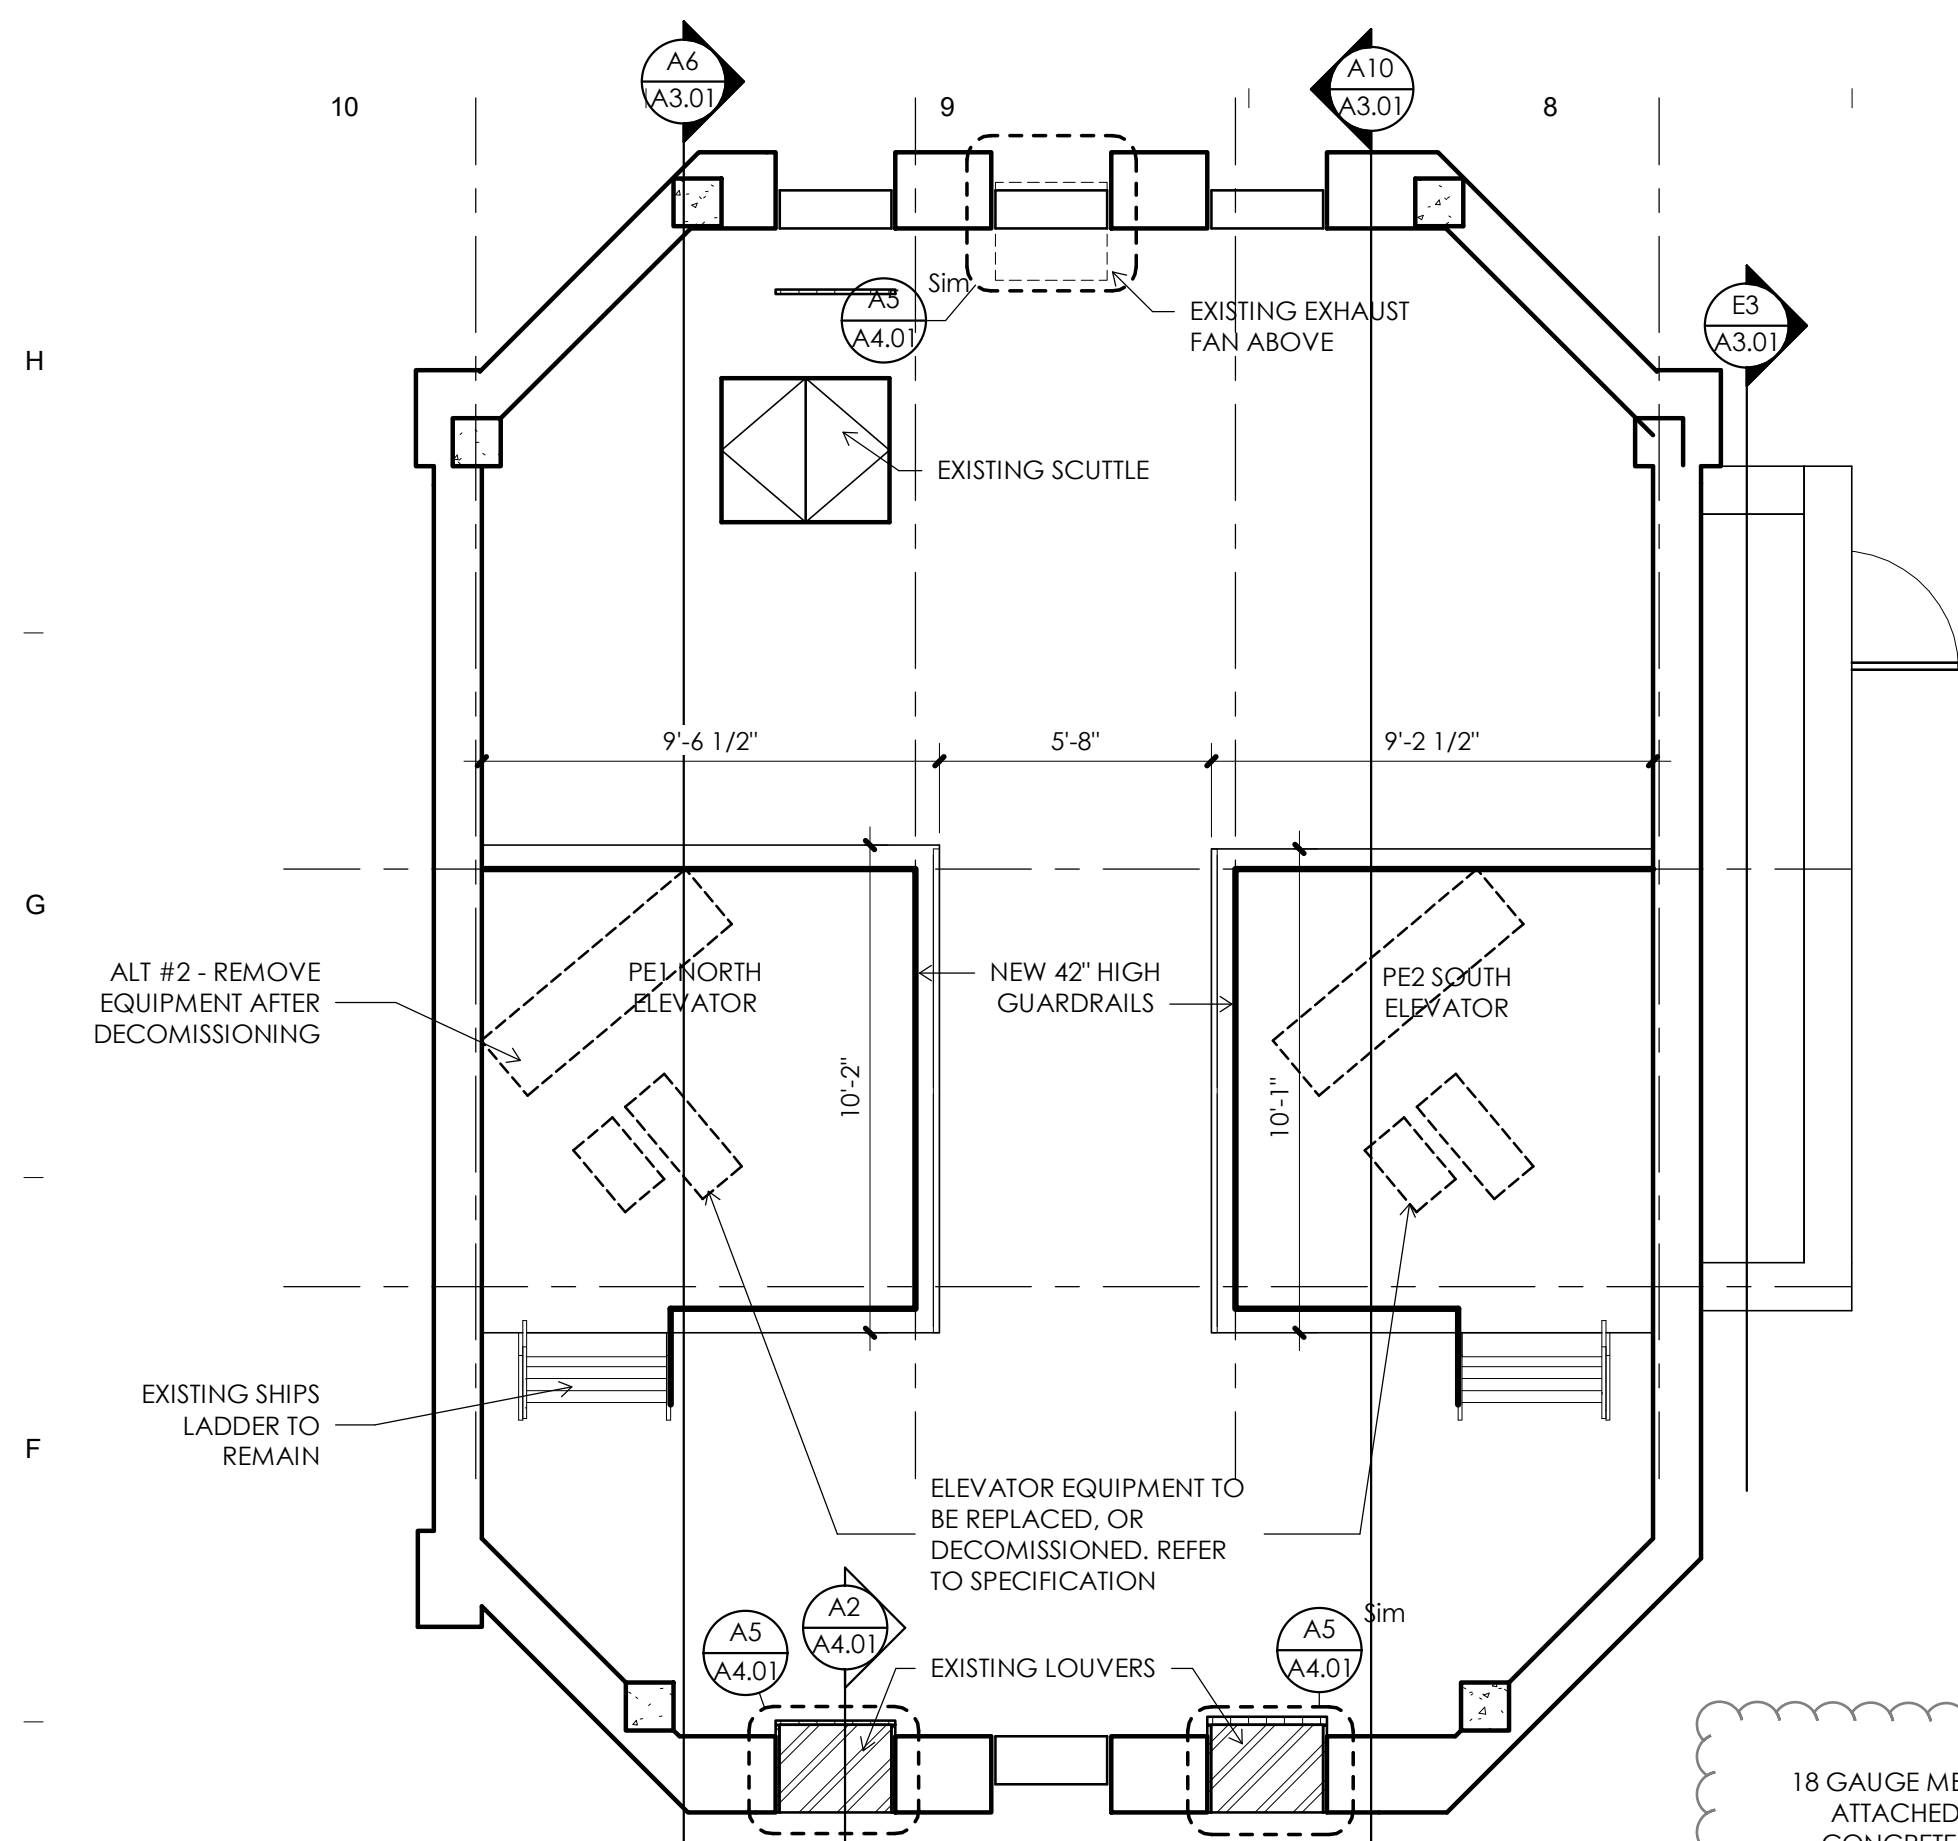 A6
A3.01
A10
A3.01
10
9
8
A5
A4.01
Sim
EXISTING EXHAUST
FAN ABOVE
E3
A3.01
H
EXISTING SCUTTLE
9'-6 1/2"
5'-8"
9'-2 1/2"
G
ALT #2 - REMOVE
EQUIPMENT AFTER
DECOMISSIONING
PE1 NORTH
ELEVATOR
NEW 42" HIGH
GUARDRAILS
PE2 SOUTH
ELEVATOR
10'-2"
10'-1"
EXISTING SHIPS
LADDER TO
REMAIN
F
ELEVATOR EQUIPMENT TO
BE REPLACED, OR
DECOMISSIONED. REFER
TO SPECIFICATION
A5
A4.01
A2
A4.01
EXISTING LOUVERS
A5
A4.01
Sim
18 GAUGE ME
ATTACHED
CONCRETE